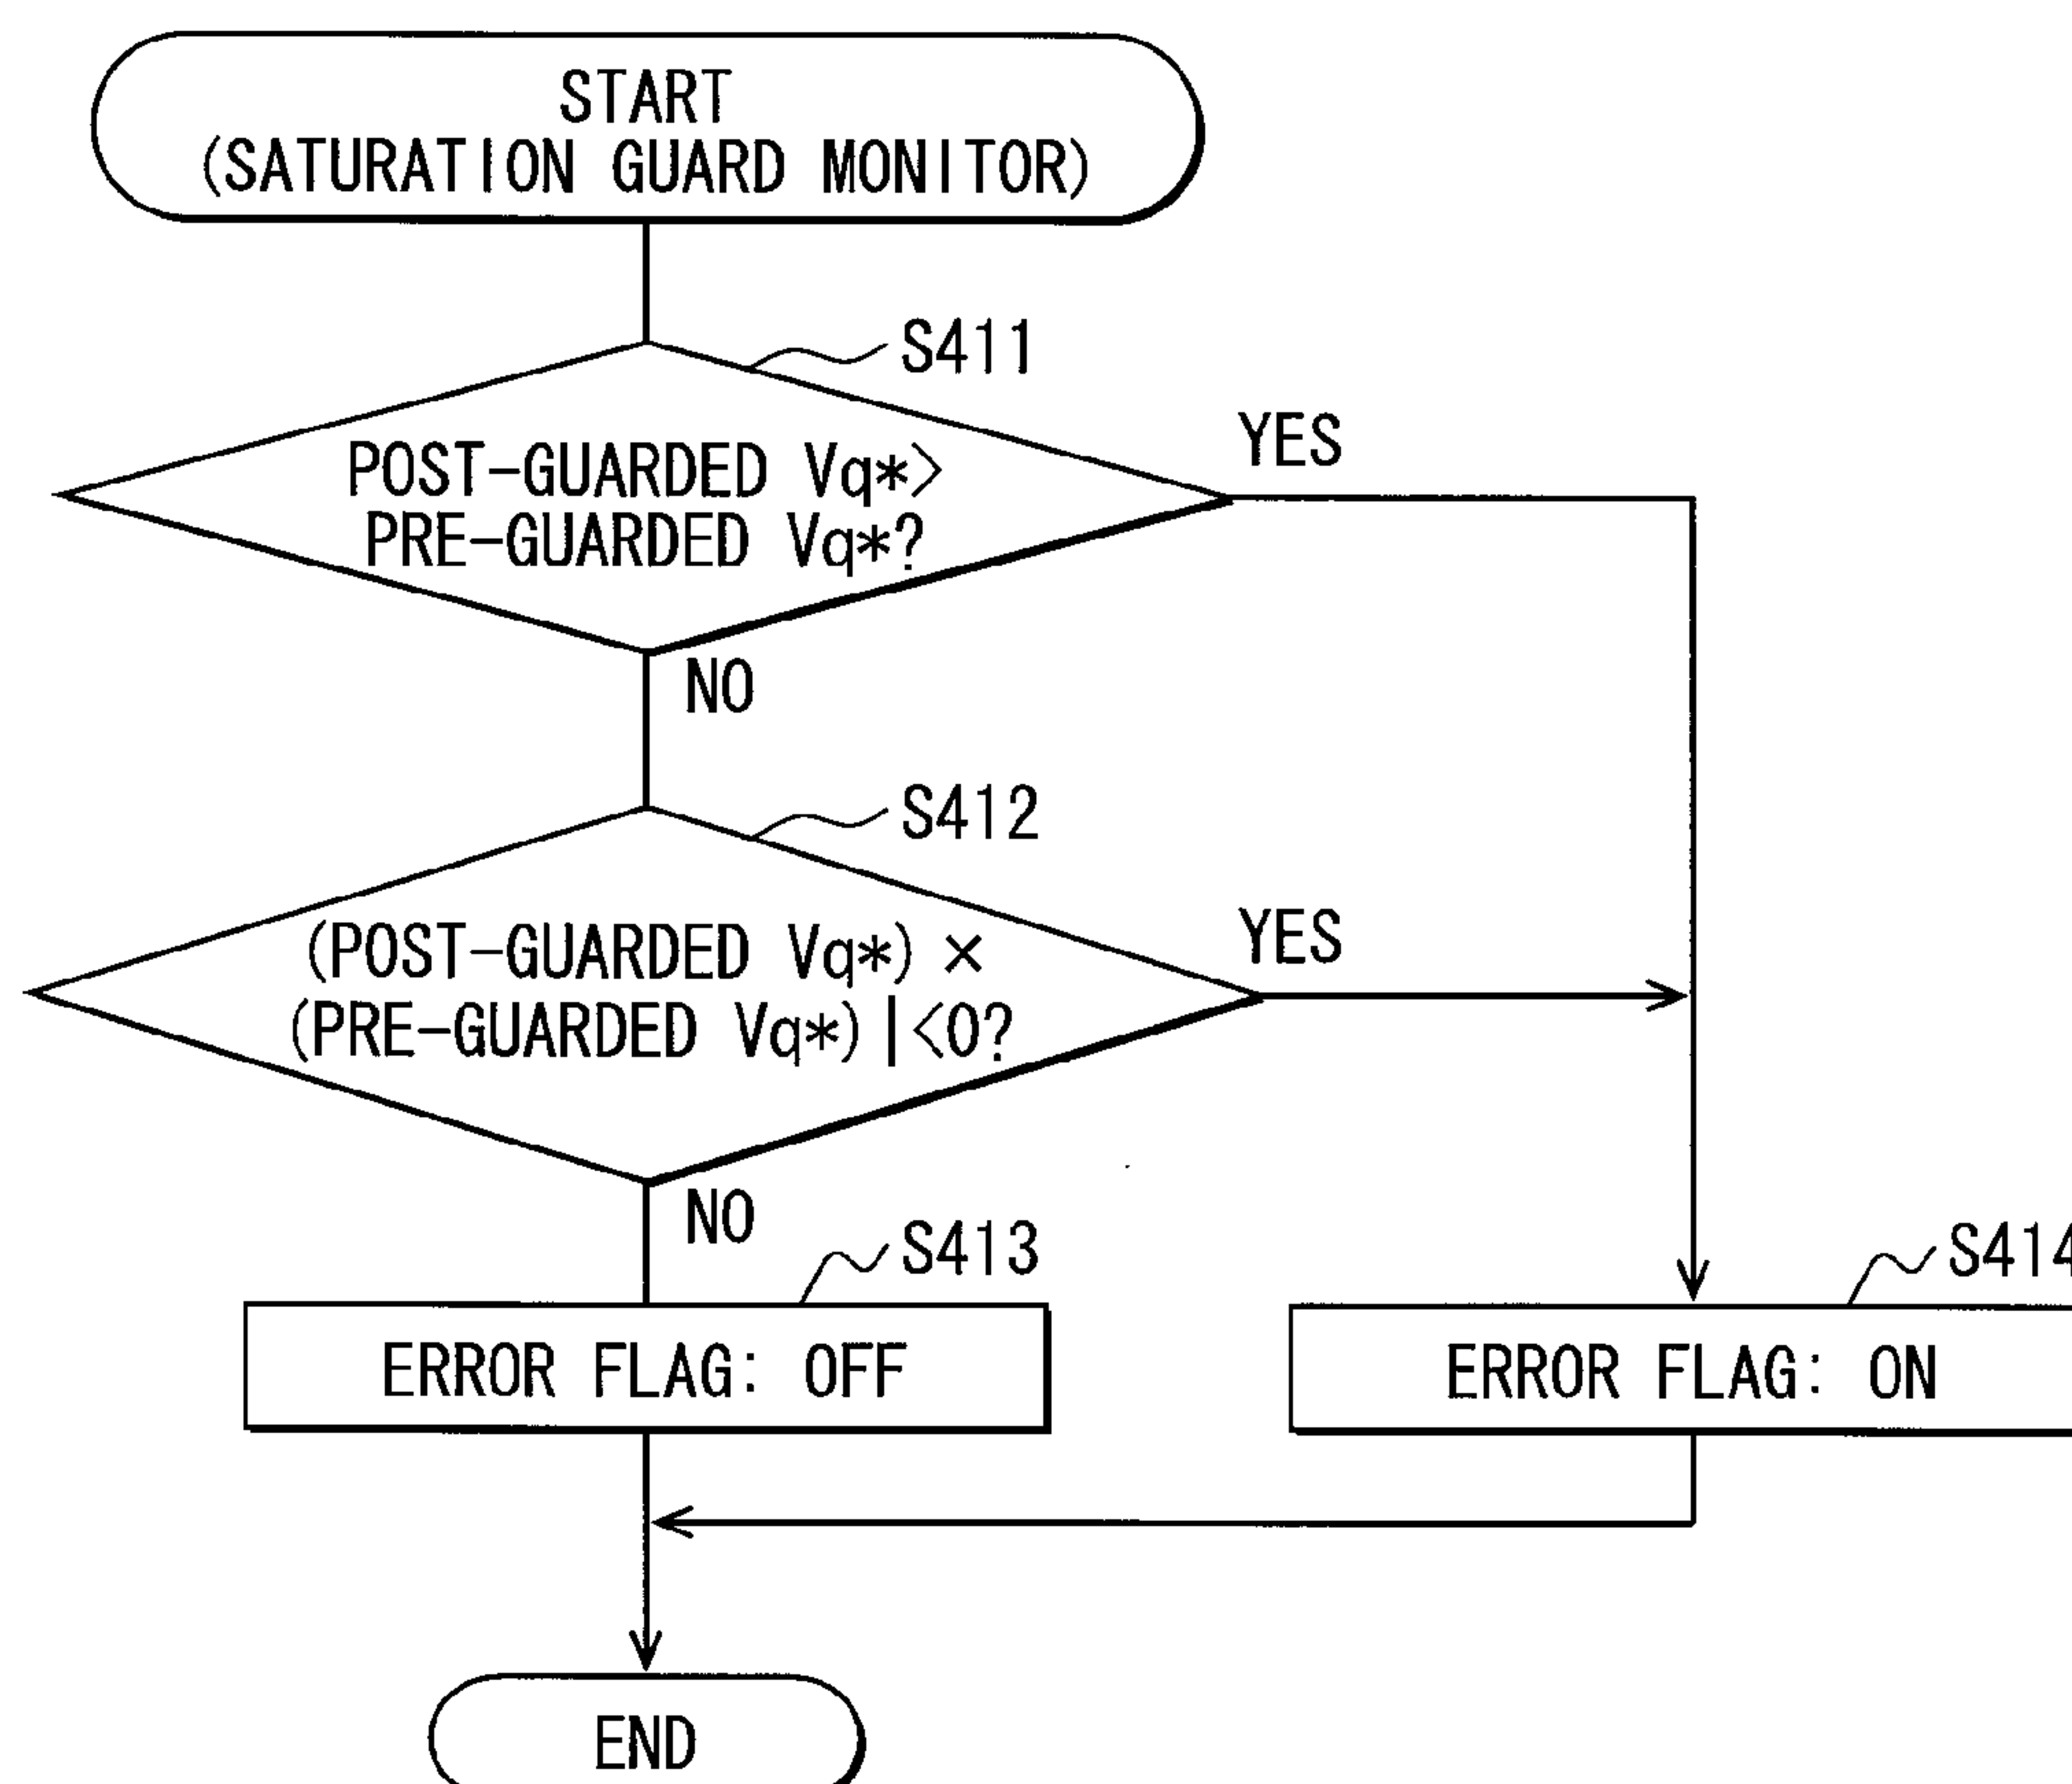 START
(SATURATION GUARD MONITOR)
S411
POST-GUARDED Vq*>
PRE-GUARDED Vq*?
YES
NO
S412
(POST-GUARDED Vq*) ×
(PRE-GUARDED Vq*)|<0?
YES
NO
S413
S414
ERROR FLAG: OFF
ERROR FLAG: ON
END